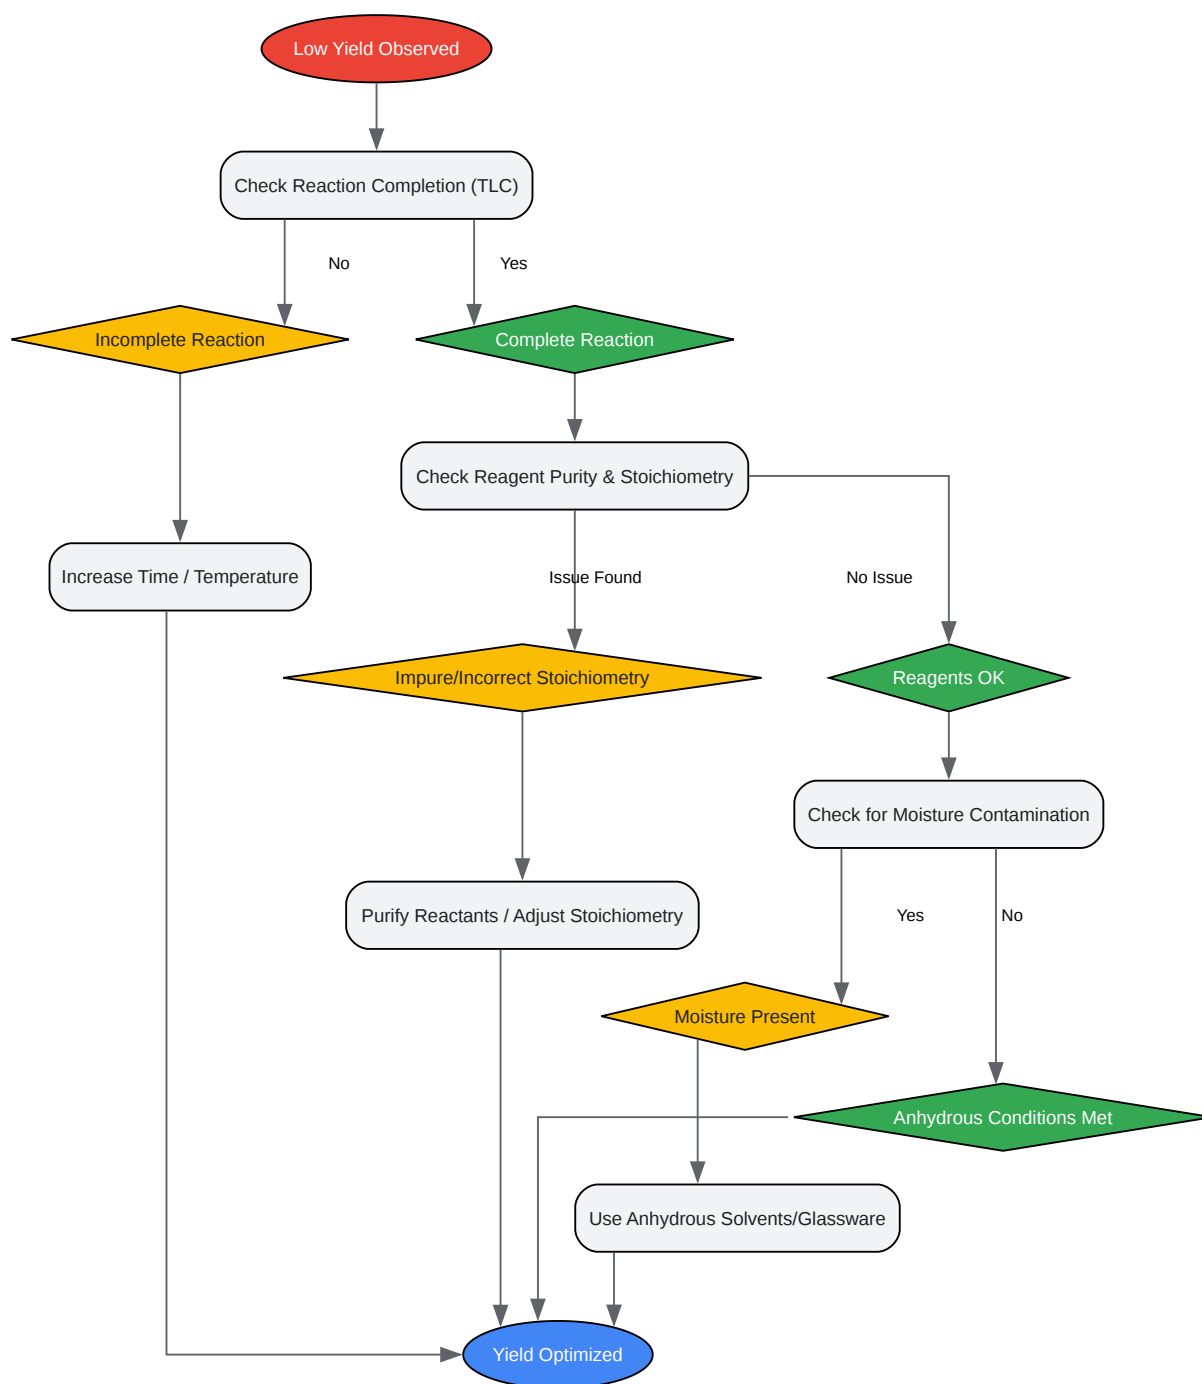 Low Yield Observed
Check Reaction Completion (TLC)
No
Yes
Incomplete Reaction
Complete Reaction
Check Reagent Purity & Stoichiometry
Increase Time / Temperature
Issue Found
No Issue
Impure/Incorrect Stoichiometry
Reagents OK
Check for Moisture Contamination
Purify Reactants / Adjust Stoichiometry
Yes
No
Moisture Present
Anhydrous Conditions Met
Use Anhydrous Solvents/Glassware
Yield Optimized